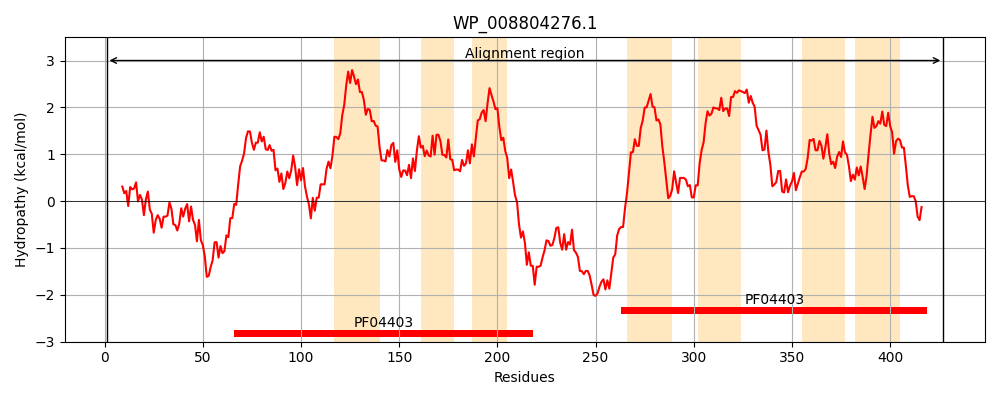 WP_008804276.1
Alignment region
3
2
1
0
−1
−2
−3
Hydropathy (kcal/mol)
PF04403
PF04403
0
50
100
150
200
250
300
350
400
Residues